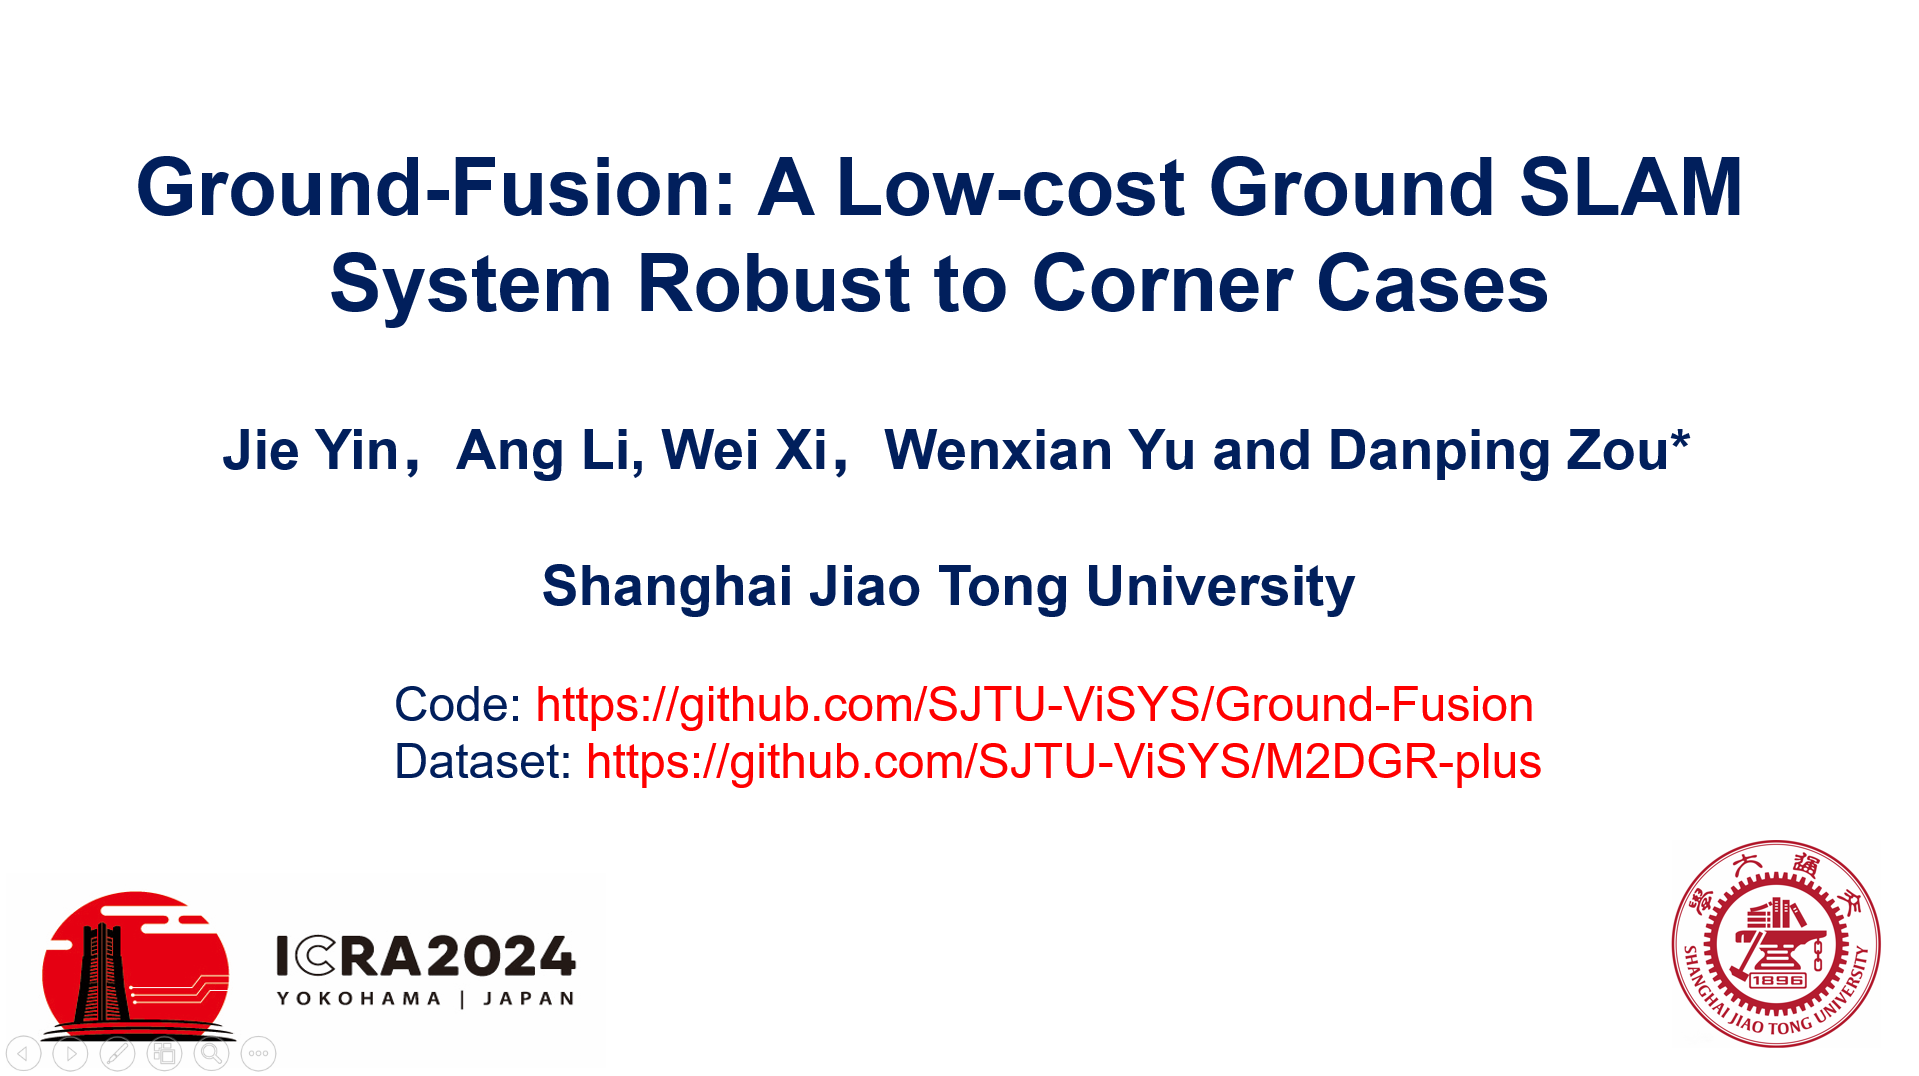 Ground-Fusion: A Low-cost Ground SLAM
System Robust to Corner Cases
Jie Yin，Ang Li, Wei Xi，Wenxian Yu and Danping Zou*
Shanghai Jiao Tong University
Code: https://github.com/SJTU-ViSYS/Ground-Fusion
Dataset: https://github.com/SJTU-ViSYS/M2DGR-plus
ICRA2024
YOKOHAMA | JAPAN
學大通交
1896
SHANGHAI JIAO TONG UNIVERSITY